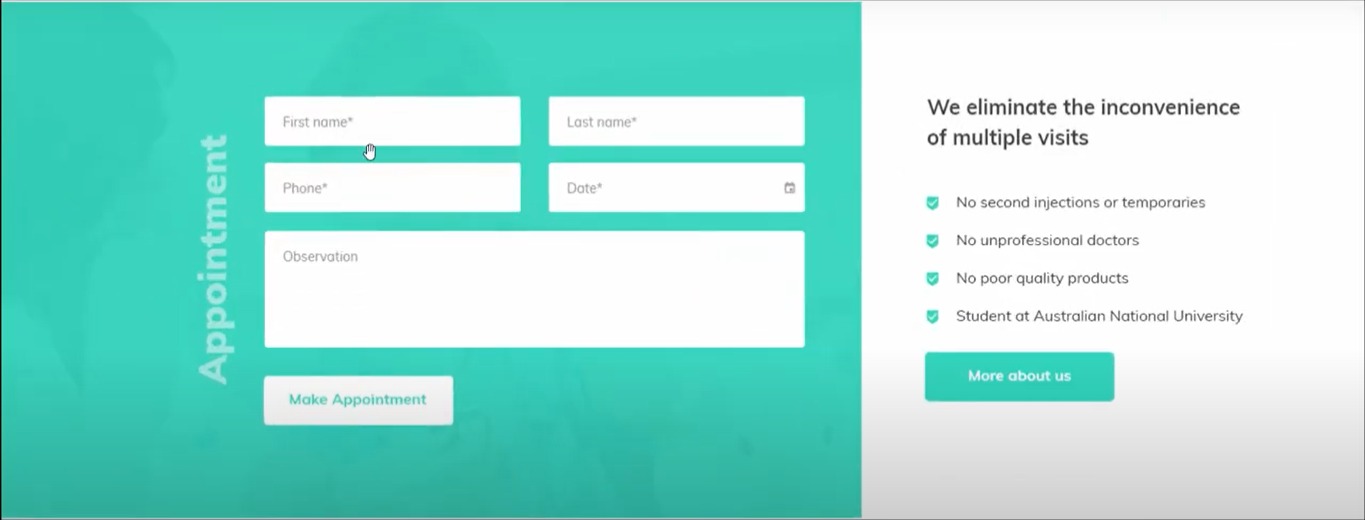 Appointment
First name*
Last name*
Phone*
Date*
Observation
Make Appointment
We eliminate the inconvenience
of multiple visits
No second injections or temporaries
No unprofessional doctors
No poor quality products
Student at Australian National University
More about us